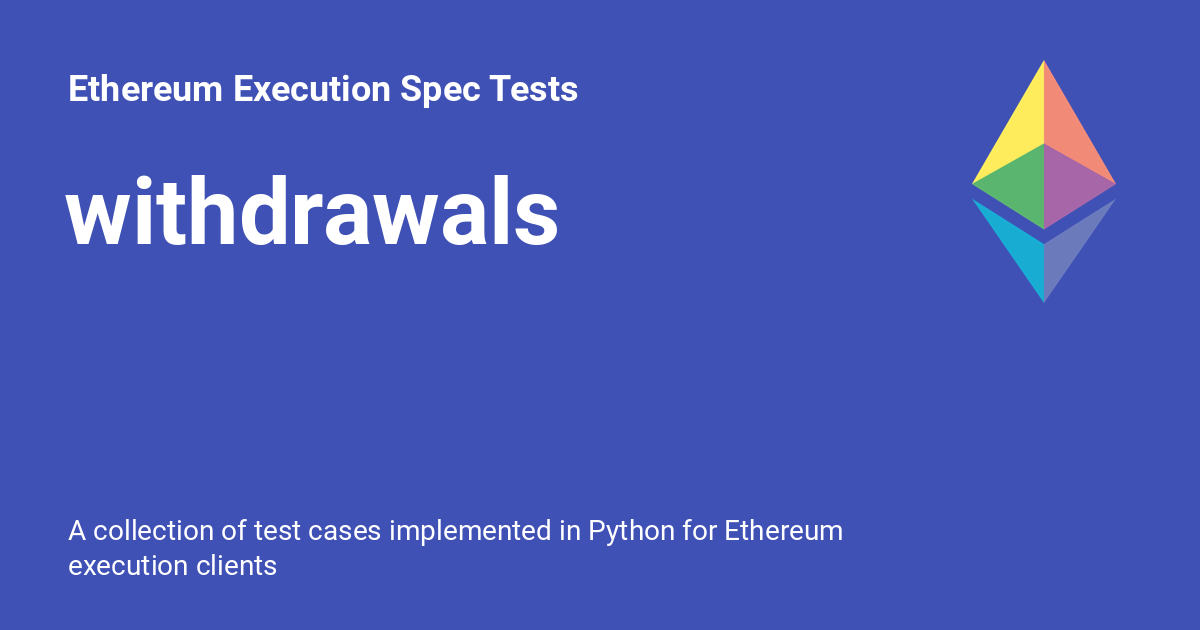 Ethereum Execution Spec Tests
withdrawals
A collection of test cases implemented in Python for Ethereum
execution clients